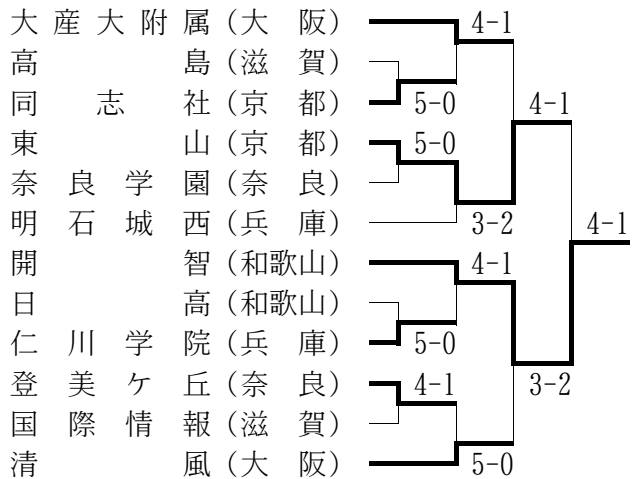 大産大附属(大　阪) 4-1
高　　　島(滋　賀)
同　志　社(京　都) 5-0 4-1
東　　　山(京　都) 5-0
奈良学園(奈　良)
明石城西(兵　庫) 3-2 4-1
開　　　智(和歌山) 4-1
日　　　高(和歌山)
仁川学院(兵　庫) 5-0
登美ケ丘(奈　良) 4-1 3-2
国際情報(滋　賀)
清　　　風(大　阪) 5-0